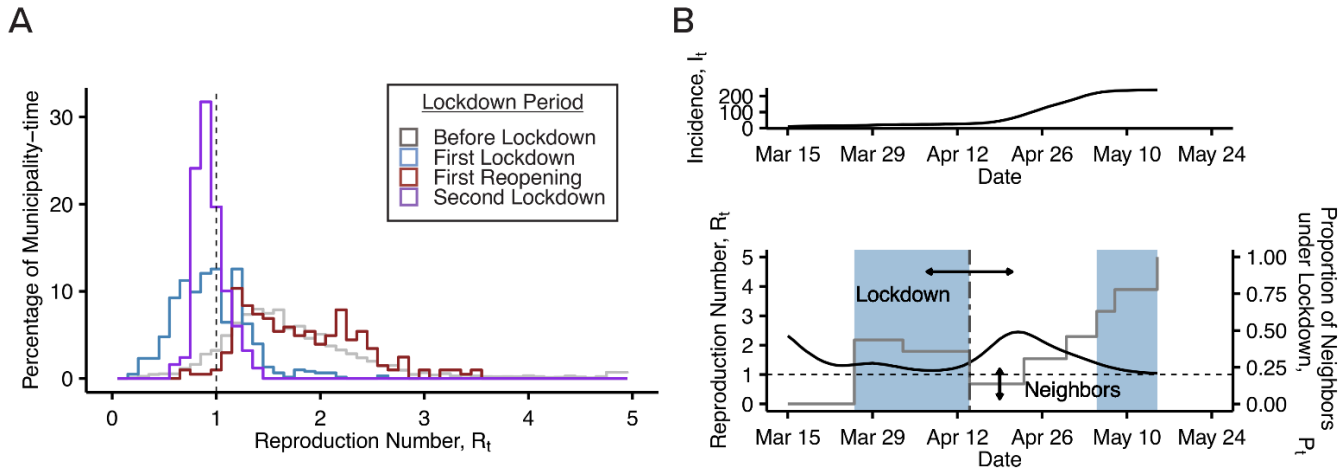 A
Percentage of Municipality–time
30
20
10
0
0 1 2 3 4 5
Reproduction Number, Rt
Lockdown Period
Before Lockdown
First Lockdown
First Reopening
Second Lockdown
B
Incidence, It
200
100
0
Mar 15 Mar 29 Apr 12 Apr 26 May 10 May 24
Date
Reproduction Number, Rt
5
4
3
2
1
0
Lockdown
Neighbors
1.00
0.75
0.50
0.25
0.00
Proportion of Neighbors
under Lockdown, Pt
Mar 15 Mar 29 Apr 12 Apr 26 May 10 May 24
Date